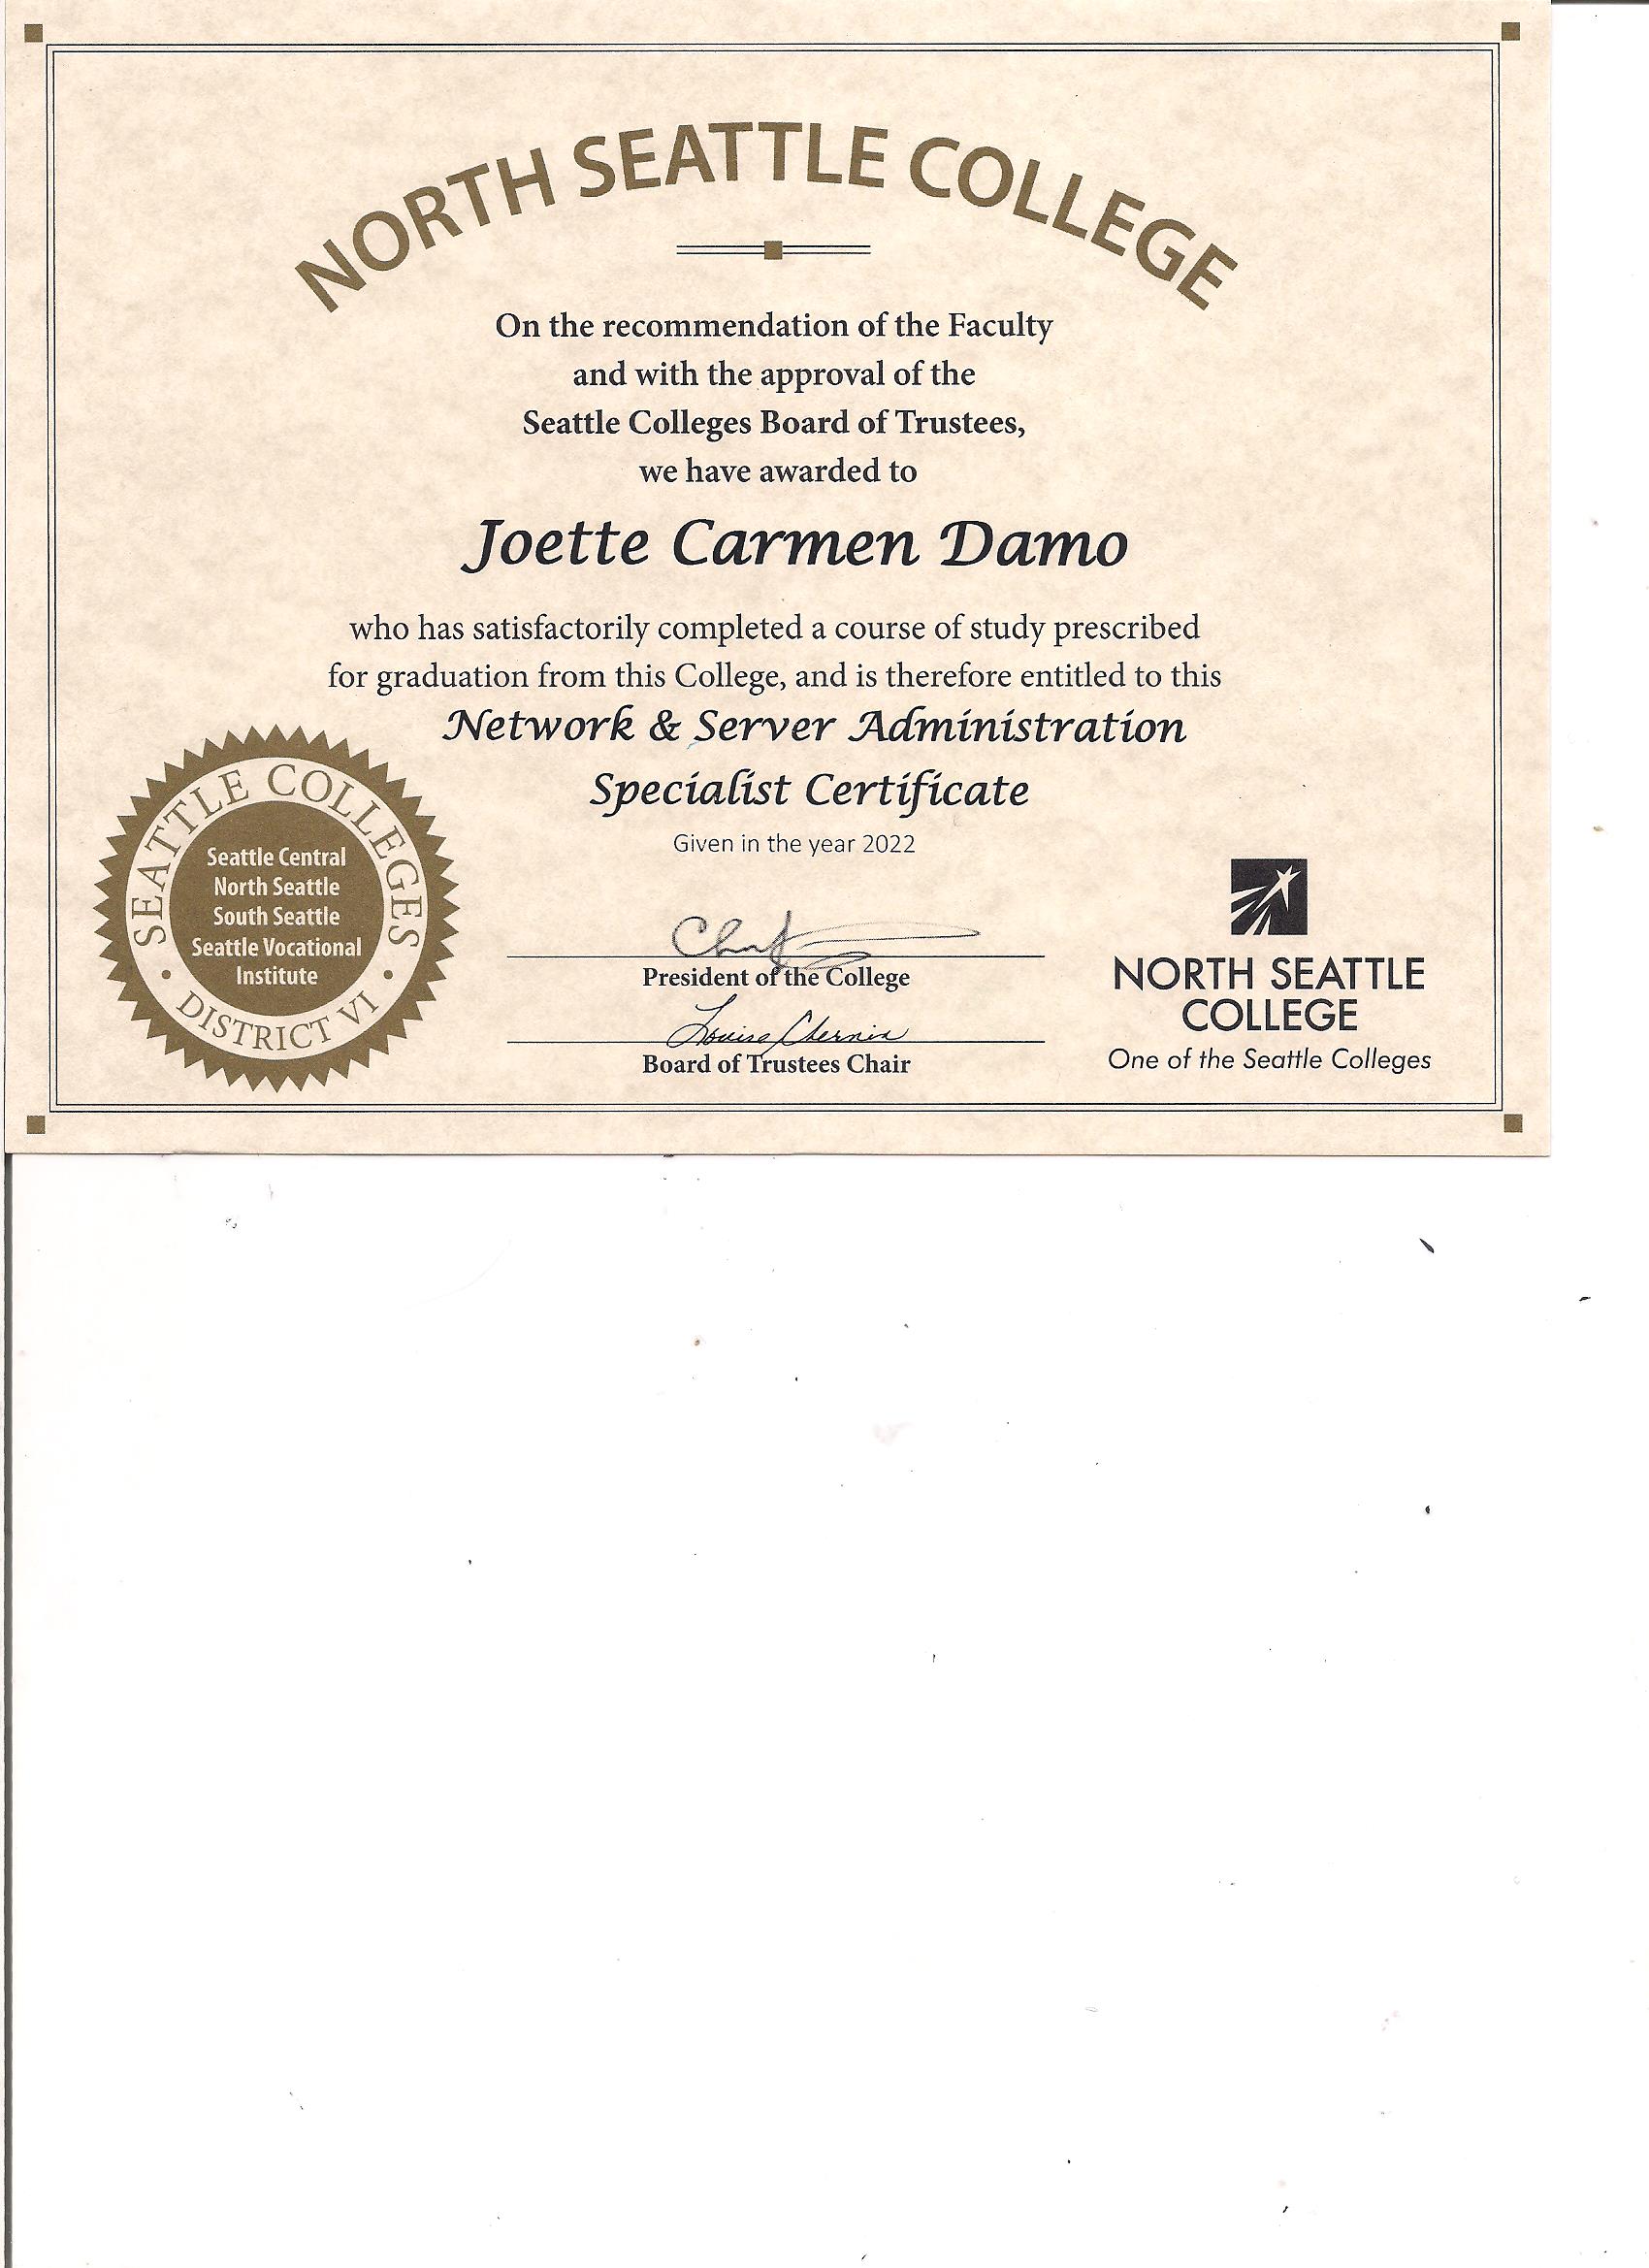 NORTH SEATTLE COLLEGE
On the recommendation of the Faculty
and with the approval of the
Seattle Colleges Board of Trustees,
we have awarded to
Joette Carmen Damo
who has satisfactorily completed a course of study prescribed
for graduation from this College, and is therefore entitled to this
Network & Server Administration
Specialist Certificate
Given in the year 2022
SEATTLE COLLEGES
Seattle Central
North Seattle
South Seattle
Seattle Vocational
Institute
• DISTRICT VI •
President of the College
Louise Chernin
Board of Trustees Chair
NORTH SEATTLE
COLLEGE
One of the Seattle Colleges